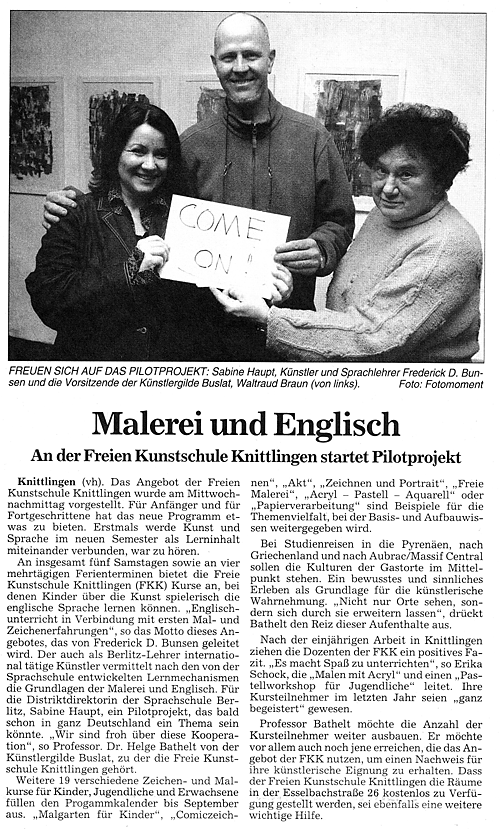 COME
ON!
FREUEN SICH AUF DAS PILOTPROJEKT: Sabine Haupt, Künstler und Sprachlehrer Frederick D. Bun-
sen und die Vorsitzende der Künstlergilde Buslat, Waltraud Braun (von links). Foto: Fotomoment
Malerei und Englisch
An der Freien Kunstschule Knittlingen startet Pilotprojekt
Knittlingen (vh). Das Angebot der Freien
Kunstschule Knittlingen wurde am Mittwoch-
nachmittag vorgestellt. Für Anfänger und für
Fortgeschrittene hat das neue Programm et-
was zu bieten. Erstmals werde Kunst und
Sprache im neuen Semester als Lerninhalt
miteinander verbunden, war zu hören.
An insgesamt fünf Samstagen sowie an vier
mehrtägigen Ferienterminen bietet die Freie
Kunstschule Knittlingen (FKK) Kurse an, bei
denen Kinder über die Kunst spielerisch die
englische Sprache lernen können. „Englisch-
unterricht in Verbindung mit ersten Mal- und
Zeichenerfahrungen“, so das Motto dieses An-
gebotes, das von Frederick D. Bunsen geleitet
wird. Der auch als Berlitz-Lehrer internatio-
nal tätige Künstler vermittelt nach den von der
Sprachschule entwickelten Lernmechanismen
die Grundlagen der Malerei und Englisch. Für
die Distriktdirektorin der Sprachschule Ber-
litz, Sabine Haupt, ein Pilotprojekt, das bald
schon in ganz Deutschland ein Thema sein
könnte. „Wir sind froh über diese Koopera-
tion“, so Professor. Dr. Helge Bathelt von der
Künstlergilde Buslat, zu der die Freie Kunst-
schule Knittlingen gehört.
Weitere 19 verschiedene Zeichen- und Mal-
kurse für Kinder, Jugendliche und Erwachsene
füllen den Progammkalender bis September
aus. „Malgarten für Kinder“, „Comiczeich-
nen“, „Akt“, „Zeichnen und Portrait“, „Freie
Malerei“, „Acryl – Pastell – Aquarell“ oder
„Papierverarbeitung“ sind Beispiele für die
Themenvielfalt, bei der Basis- und Aufbauwis-
sen weitergegeben wird.
Bei Studienreisen in die Pyrenäen, nach
Griechenland und nach Aubrac/Massif Central
sollen die Kulturen der Gastorte im Mittel-
punkt stehen. Ein bewusstes und sinnliches
Erleben als Grundlage für die künstlerische
Wahrnehmung. „Nicht nur Orte sehen, son-
dern sich durch sie erweitern lassen“, drückt
Bathelt den Reiz dieser Aufenthalte aus.
Nach der einjährigen Arbeit in Knittlingen
ziehen die Dozenten der FKK ein positives Fa-
zit. „Es macht Spaß zu unterrichten“, so Erika
Schock, die „Malen mit Acryl“ und einen „Pas-
tellworkshop für Jugendliche“ leitet. Ihre
Kursteilnehmer im letzten Jahr seien „ganz
begeistert“ gewesen.
Professor Bathelt möchte die Anzahl der
Kursteilnehmer weiter ausbauen. Er möchte
vor allem auch noch jene erreichen, die das An-
gebot der FKK nutzen, um einen Nachweis für
ihre künstlerische Eignung zu erhalten. Dass
der Freien Kunstschule Knittlingen die Räume
in der Esselbachstraße 26 kostenlos zu Verfü-
gung gestellt werden, sei ebenfalls eine weitere
wichtige Hilfe.